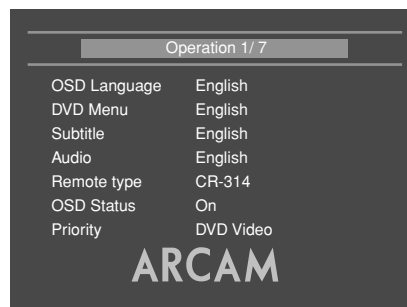 Operation 1/ 7
OSD Language English
DVD Menu English
Subtitle English
Audio English
Remote type CR-314
OSD Status On
Priority DVD Video
ARCAM